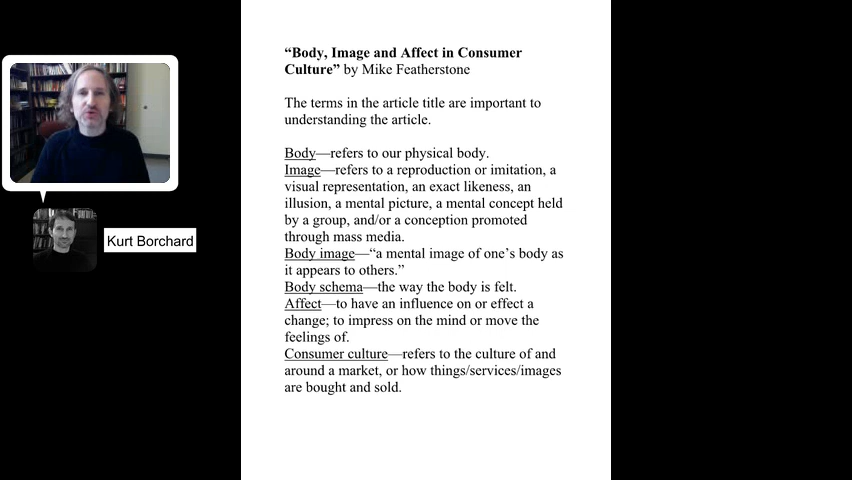 “Body, Image and Affect in Consumer
Culture” by Mike Featherstone
The terms in the article title are important to
understanding the article.
Body—refers to our physical body.
Image—refers to a reproduction or imitation, a
visual representation, an exact likeness, an
illusion, a mental picture, a mental concept held
by a group, and/or a conception promoted
through mass media.
Body image—“a mental image of one’s body as
it appears to others.”
Body schema—the way the body is felt.
Affect—to have an influence on or effect a
change; to impress on the mind or move the
feelings of.
Consumer culture—refers to the culture of and
around a market, or how things/services/images
are bought and sold.
Kurt Borchard